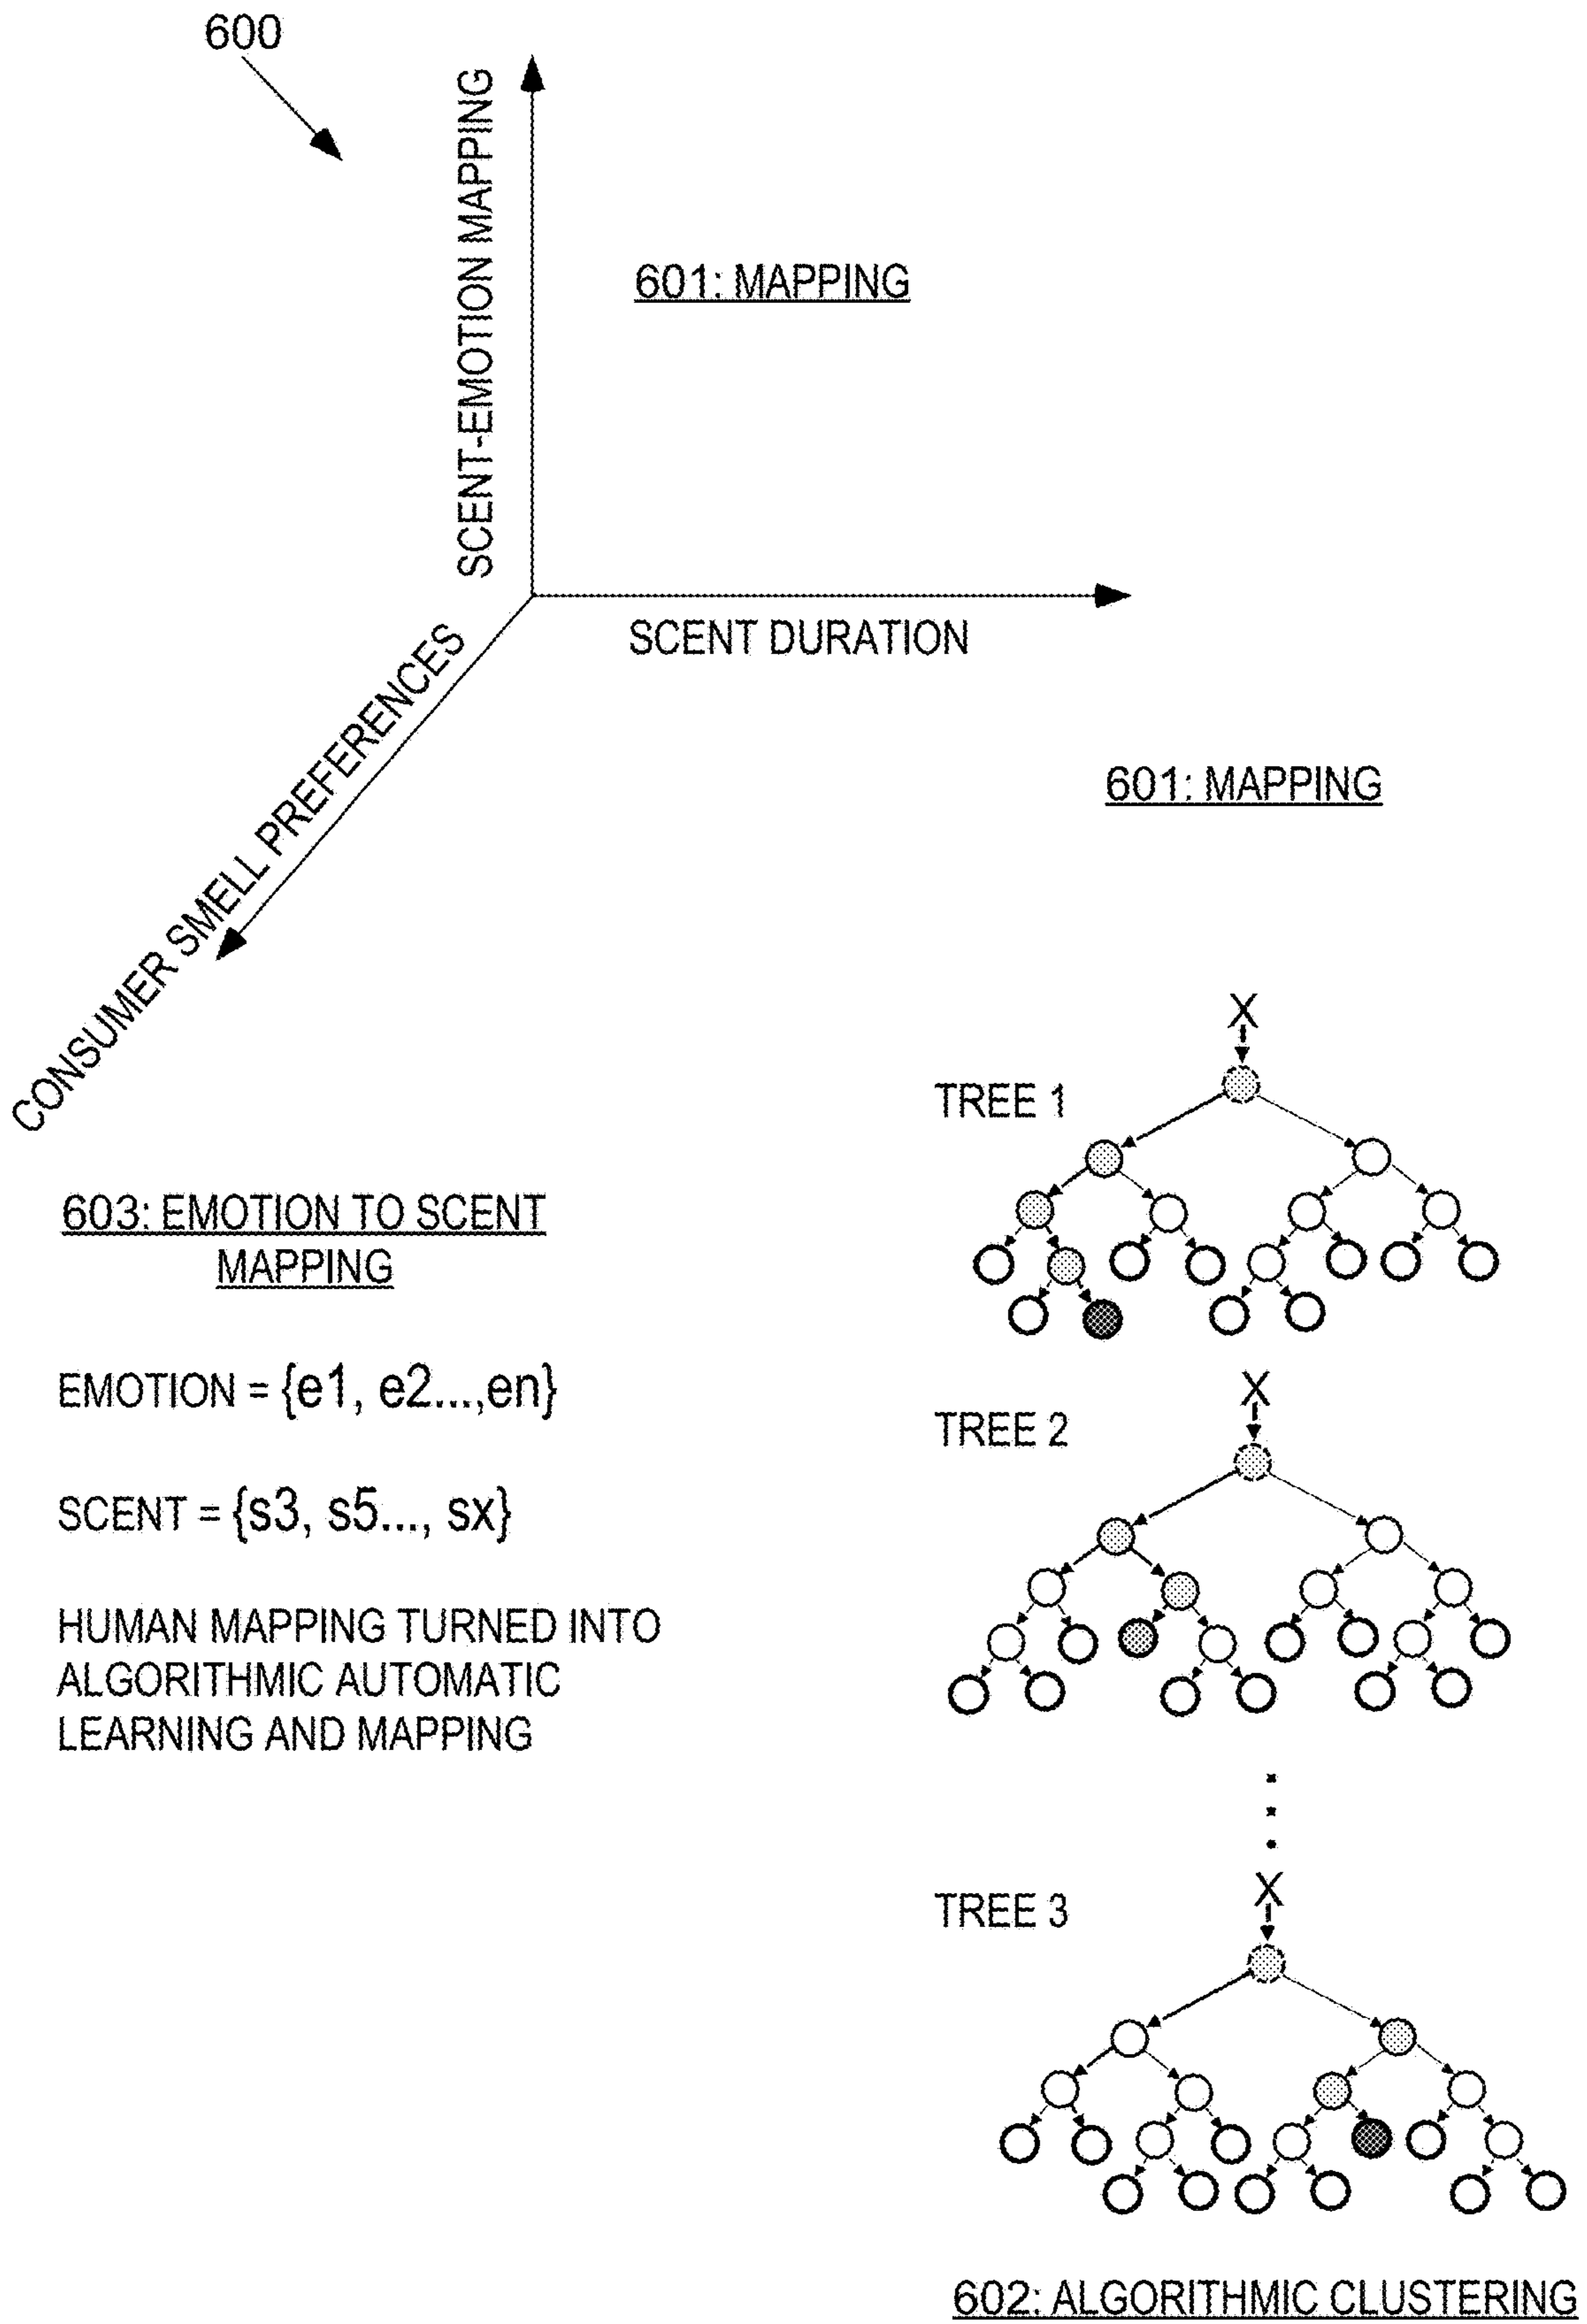 600
SCENT-EMOTION MAPPING
601: MAPPING
SCENT DURATION
CONSUMER SMELL PREFERENCES
601: MAPPING
X
TREE 1
603: EMOTION TO SCENT
MAPPING
EMOTION = {e1, e2...,en}
SCENT = {s3, s5..., sx}
HUMAN MAPPING TURNED INTO
ALGORITHMIC AUTOMATIC
LEARNING AND MAPPING
X
TREE 2
X
TREE 3
602: ALGORITHMIC CLUSTERING